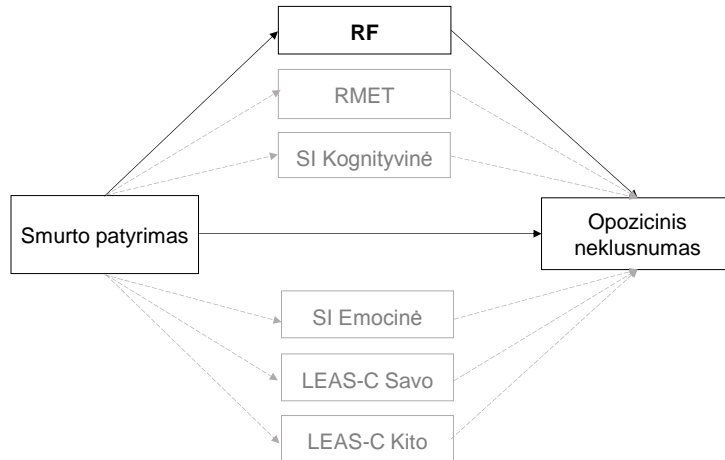 RF
RMET
SI Kognityvinė
Smurto patyrimas
Opozicinis
neklusnumas
SI Emocinė
LEAS-C Savo
LEAS-C Kito